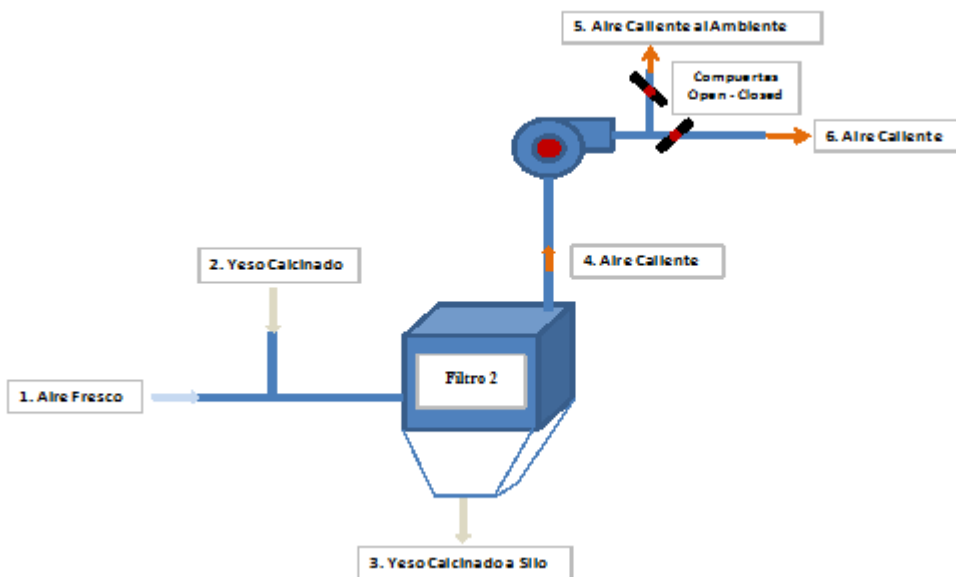 5. Aire Caliente al Ambiente
Compuertas
Open - Closed
6. Aire Caliente
2. Yeso Calcinado
4. Aire Caliente
Filtro 2
1. Aire Fresco
3. Yeso Calcinado a Silo